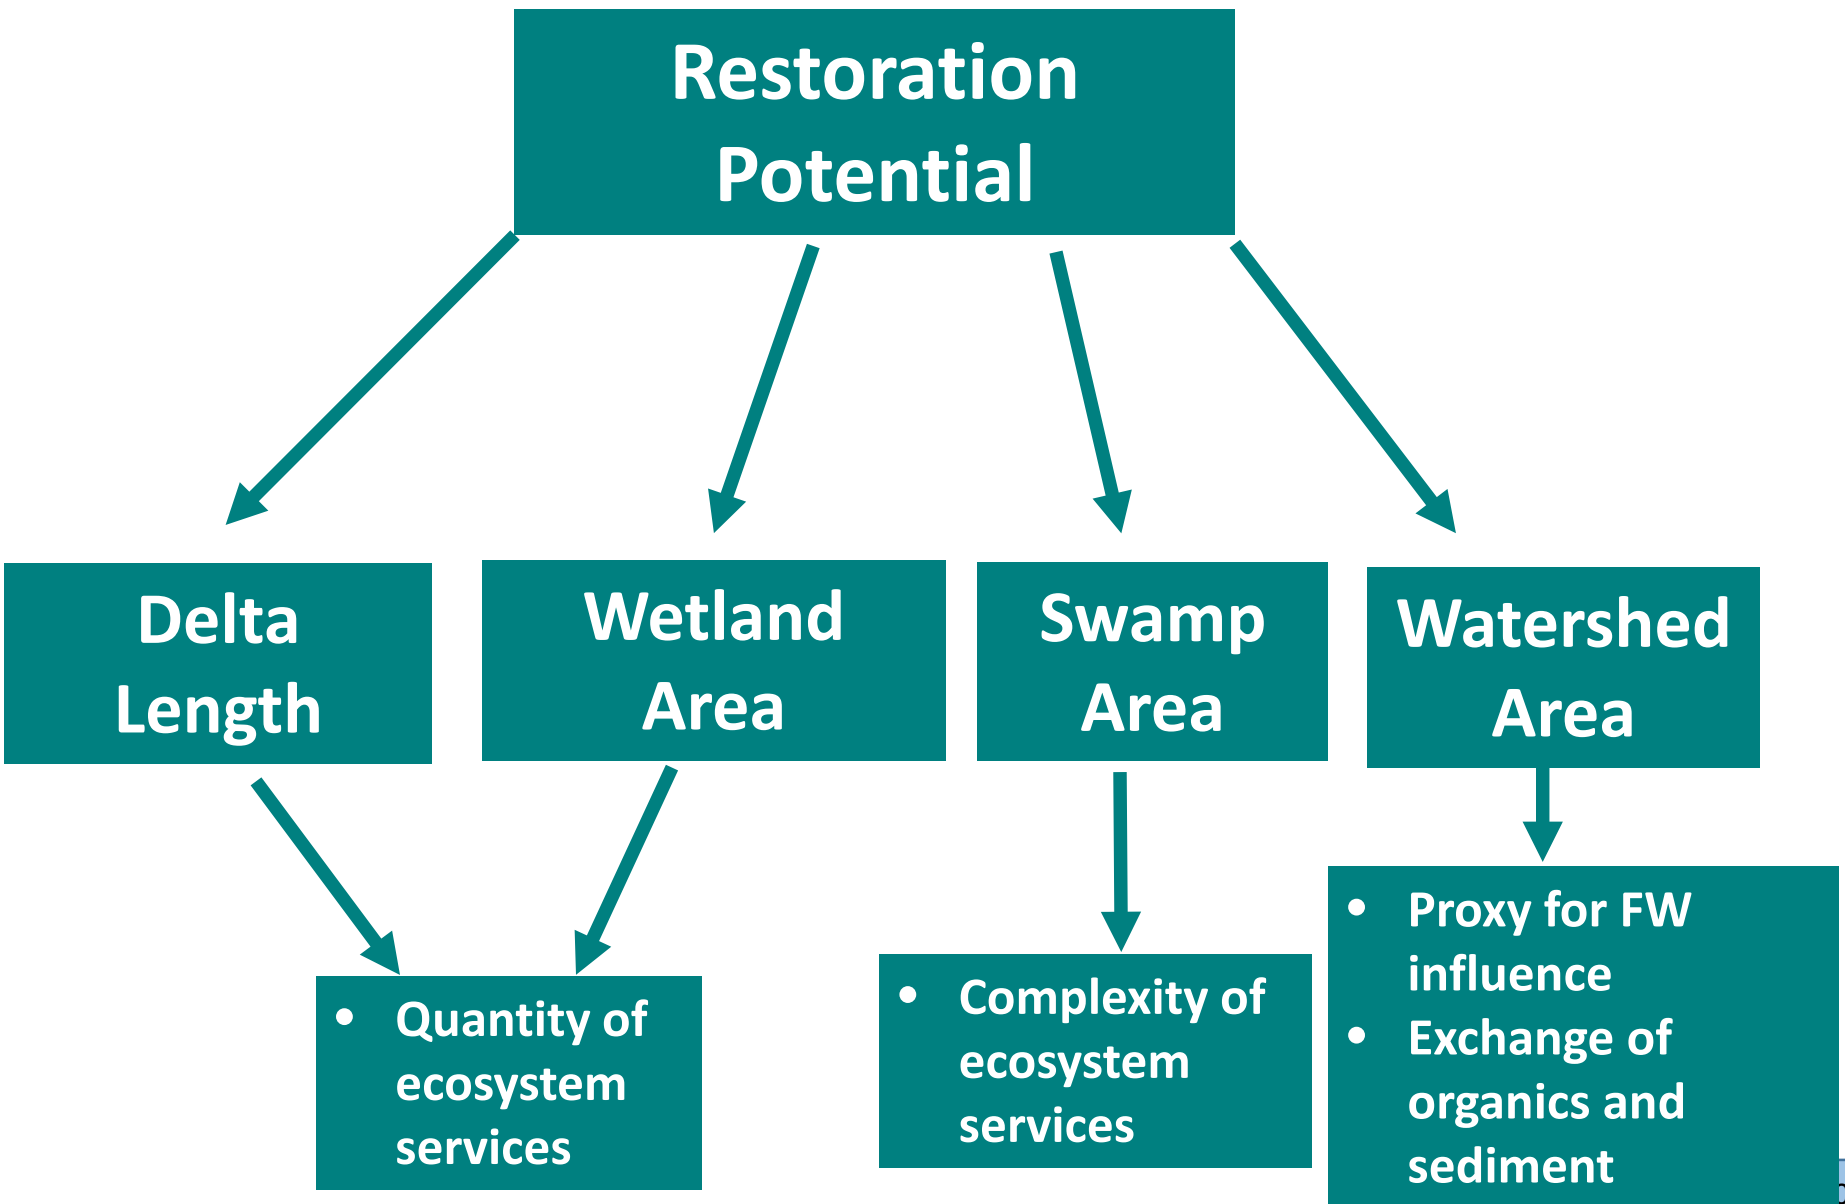 Restoration
Potential
Delta
Length
Wetland
Area
Swamp
Area
Watershed
Area
• Quantity of
ecosystem
services
• Complexity of
ecosystem
services
• Proxy for FW
influence
• Exchange of
organics and
sediment